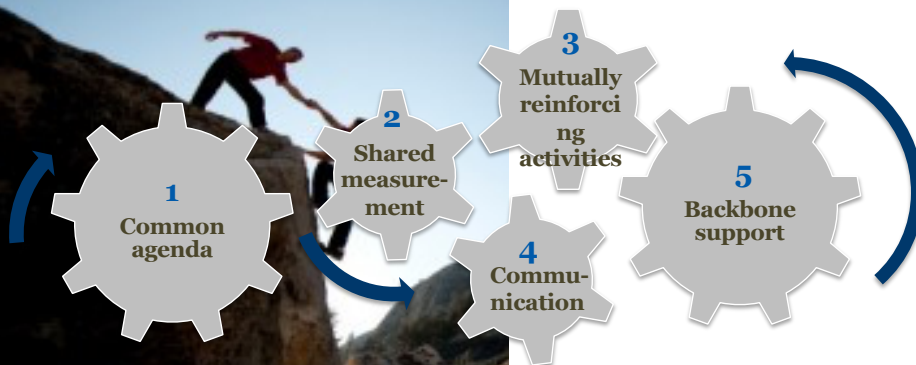 1
Common
agenda
2
Shared
measure-
ment
3
Mutually
reinforci
ng
activities
4
Commu-
nication
5
Backbone
support